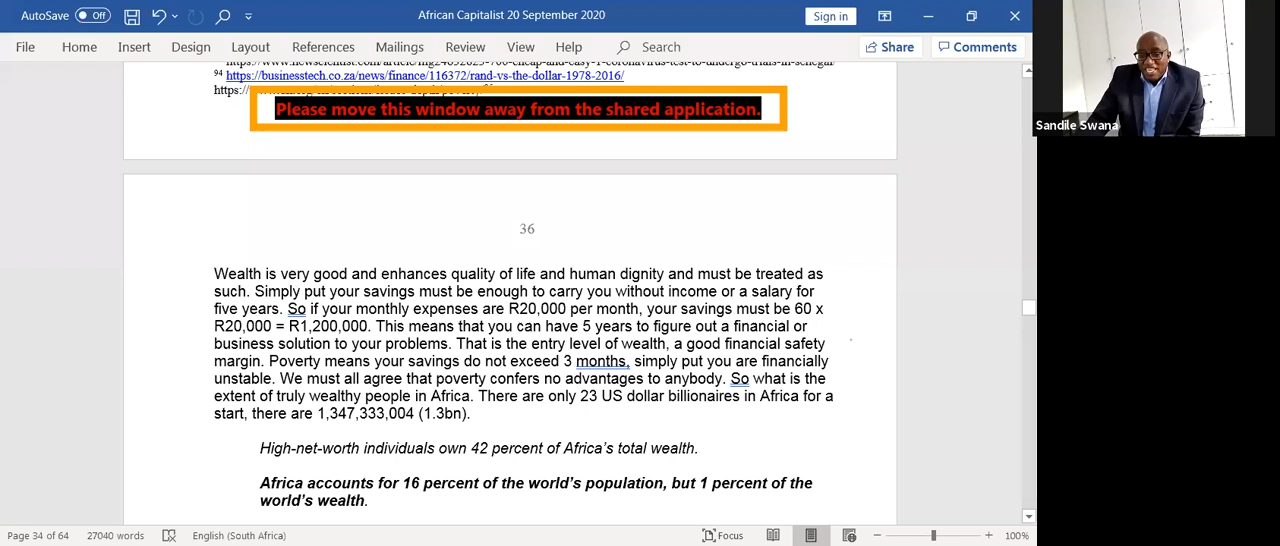 AutoSave Off African Capitalist 20 September 2020 Sign in
File Home Insert Design Layout References Mailings Review View Help Search Share Comments
94 https://businesstech.co.za/news/finance/116372/rand-vs-the-dollar-1978-2016/
Please move this window away from the shared application.
Sandile Swana
36
Wealth is very good and enhances quality of life and human dignity and must be treated as
such. Simply put your savings must be enough to carry you without income or a salary for
five years. So if your monthly expenses are R20,000 per month, your savings must be 60 x
R20,000 = R1,200,000. This means that you can have 5 years to figure out a financial or
business solution to your problems. That is the entry level of wealth, a good financial safety
margin. Poverty means your savings do not exceed 3 months, simply put you are financially
unstable. We must all agree that poverty confers no advantages to anybody. So what is the
extent of truly wealthy people in Africa. There are only 23 US dollar billionaires in Africa for a
start, there are 1,347,333,004 (1.3bn).
High-net-worth individuals own 42 percent of Africa's total wealth.
Africa accounts for 16 percent of the world's population, but 1 percent of the
world's wealth.
Page 34 of 64 27040 words English (South Africa) Focus 100%